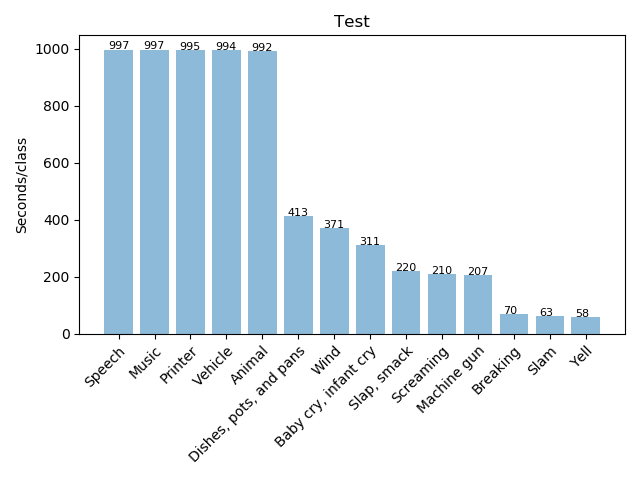 Test
1000
800
600
400
200
0
Seconds/class
997
997
995
994
992
413
371
311
220
210
207
70
63
58
Speech
Music
Printer
Vehicle
Animal
Dishes, pots, and pans
Wind
Baby cry, infant cry
Slap, smack
Screaming
Machine gun
Breaking
Slam
Yell